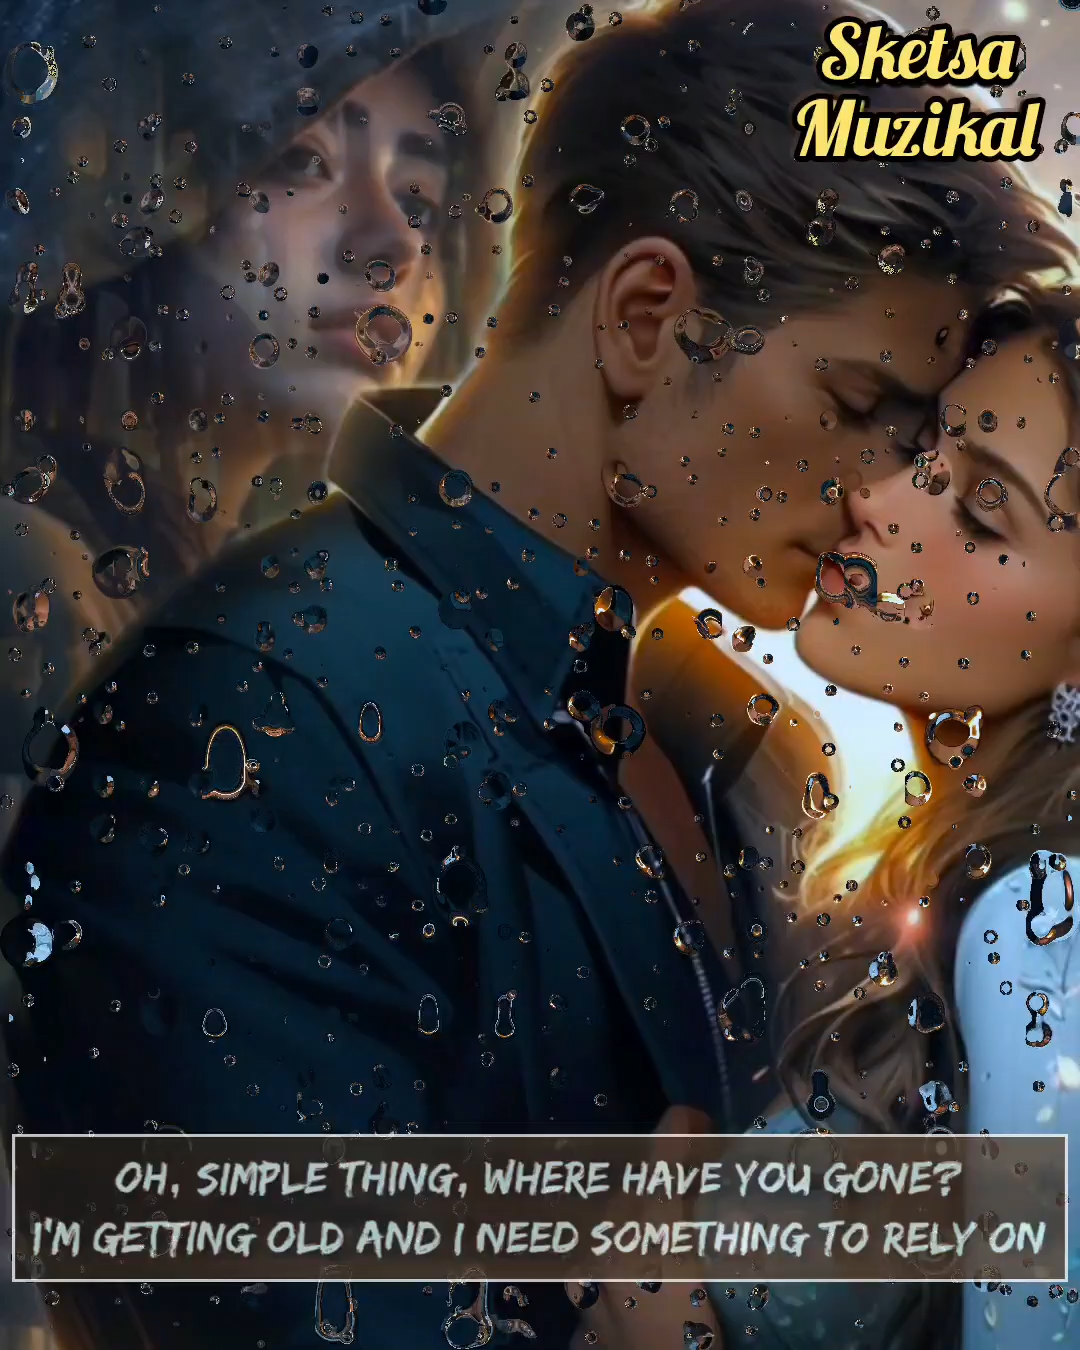 Sketsa
Muzikal
OH, SIMPLE THING, WHERE HAVE YOU GONE?
I'M GETTING OLD AND I NEED SOMETHING TO RELY ON